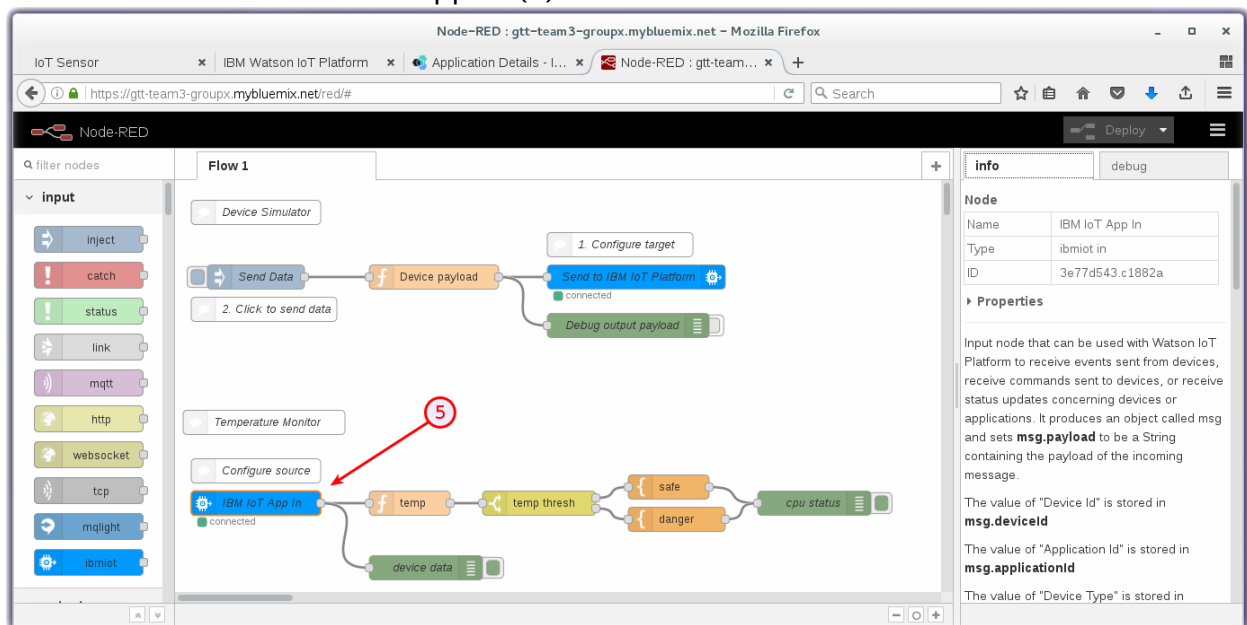 Node-RED : gtt-team3-groupx.mybluemix.net - Mozilla Firefox
IoT Sensor
IBM Watson IoT Platform
Application Details - I...
Node-RED : gtt-team...
https://gtt-team3-groupx.mybluemix.net/red/#
Search
Node-RED
Deploy
filter nodes
Flow 1
info
debug
input
inject
catch
status
link
mqtt
http
websocket
tcp
mqlight
ibmiot
Device Simulator
1. Configure target
Send Data
Device payload
Send to IBM IoT Platform
connected
2. Click to send data
Debug output payload
5
Temperature Monitor
Configure source
IBM IoT App In
connected
temp
temp thresh
safe
danger
cpu status
device data
Node
Name IBM IoT App In
Type ibmiot in
ID 3e77d543.c1882a
Properties
Input node that can be used with Watson IoT
Platform to receive events sent from devices,
receive commands sent to devices, or receive
status updates concerning devices or
applications. It produces an object called msg
and sets msg.payload to be a String
containing the payload of the incoming
message.
The value of "Device Id" is stored in
msg.deviceId
The value of "Application Id" is stored in
msg.applicationId
The value of "Device Type" is stored in